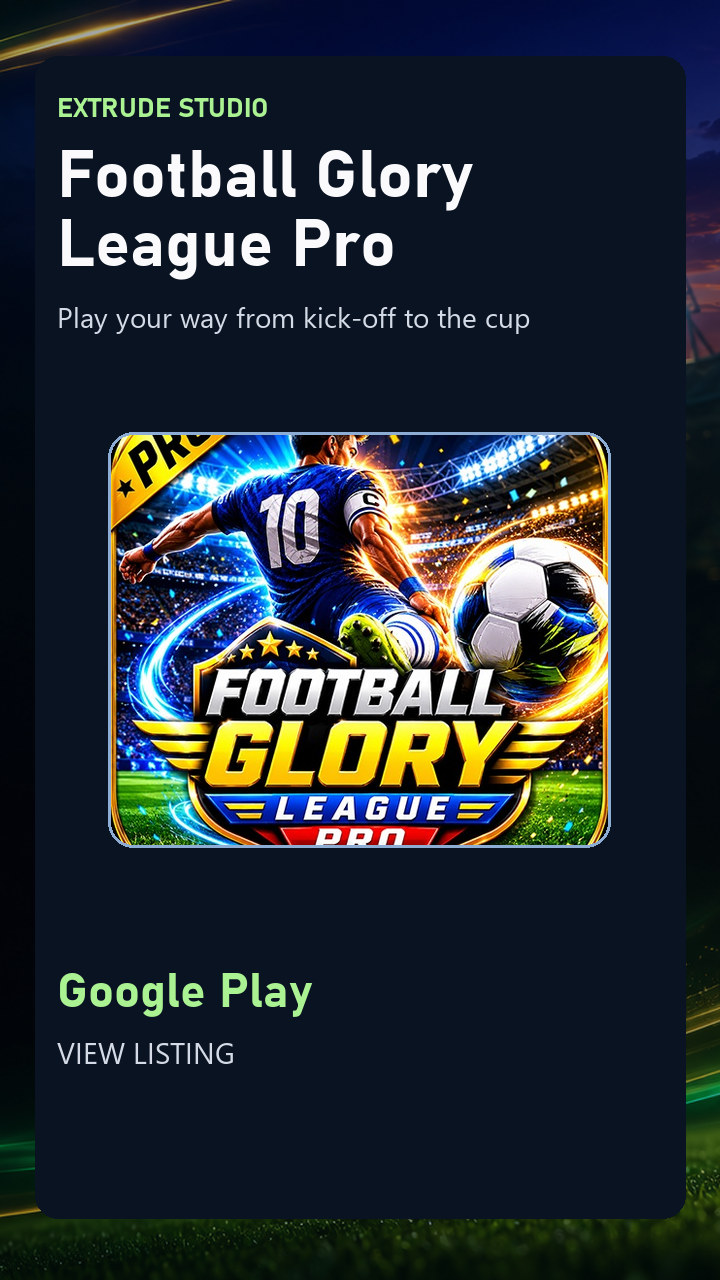 EXTRUDE STUDIO
Football Glory
League Pro
Play your way from kick-off to the cup
PRO
10
C
FOOTBALL
GLORY
LEAGUE
PRO
Google Play
VIEW LISTING